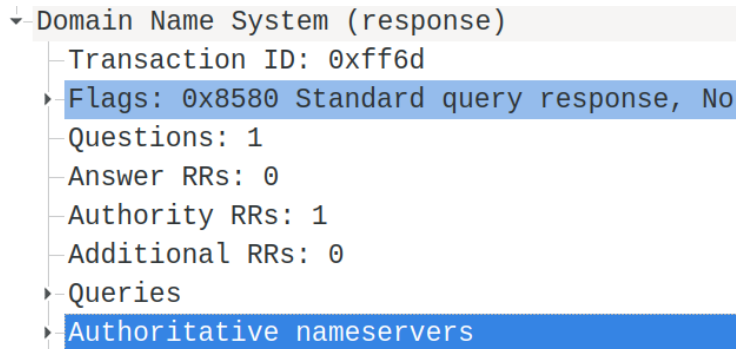 Domain Name System (response)
Transaction ID: 0xff6d
Flags: 0x8580 Standard query response, No
Questions: 1
Answer RRs: 0
Authority RRs: 1
Additional RRs: 0
Queries
Authoritative nameservers